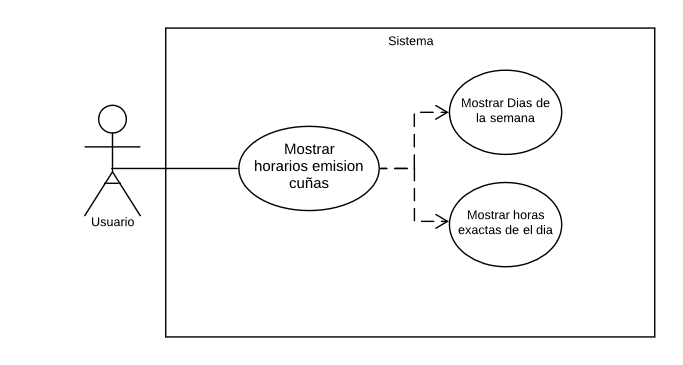 Sistema
Usuario
Mostrar
horarios emision
cuñas
Mostrar Dias de
la semana
Mostrar horas
exactas de el dia